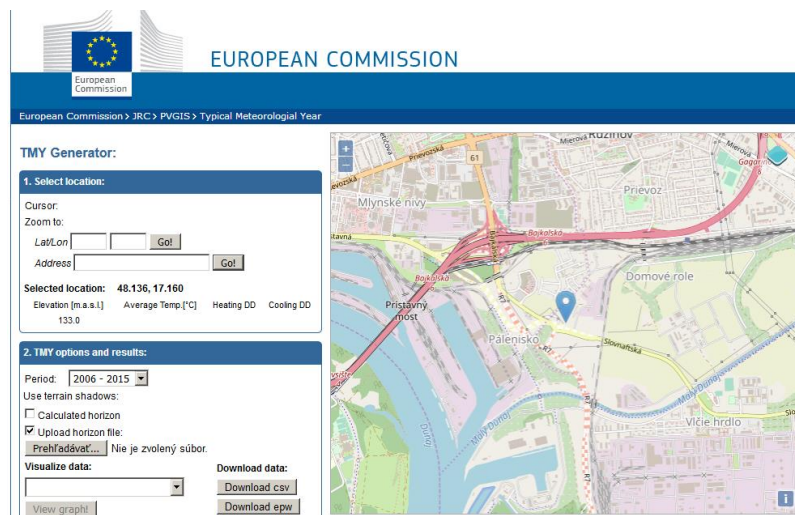 European
Commission
EUROPEAN COMMISSION
European Commission > JRC > PVGIS > Typical Meteorologial Year
TMY Generator:
1. Select location:
Cursor:
Zoom to:
Lat/Lon Go!
Address Go!
Selected location: 48.136, 17.160
Elevation [m.a.s.l.] Average Temp.[°C] Heating DD Cooling DD
133.0
2. TMY options and results:
Period: 2006 - 2015
Use terrain shadows:
Calculated horizon
Upload horizon file:
Prehľadávať... Nie je zvolený súbor.
Visualize data: Download data:
Download csv
View graph! Download epw
+
−
Mierová Ružinov
Prievozská
61
Mierová
Gagarin
Prievoz
Mlynské nivy
Bajkalská
Bajkalská
Domové role
Prístavný
most
R7
Pálenisko
Slovnaftská
R7
Malý Dunaj
Dunaj
Malý Dunaj
Vlčie hrdlo
i